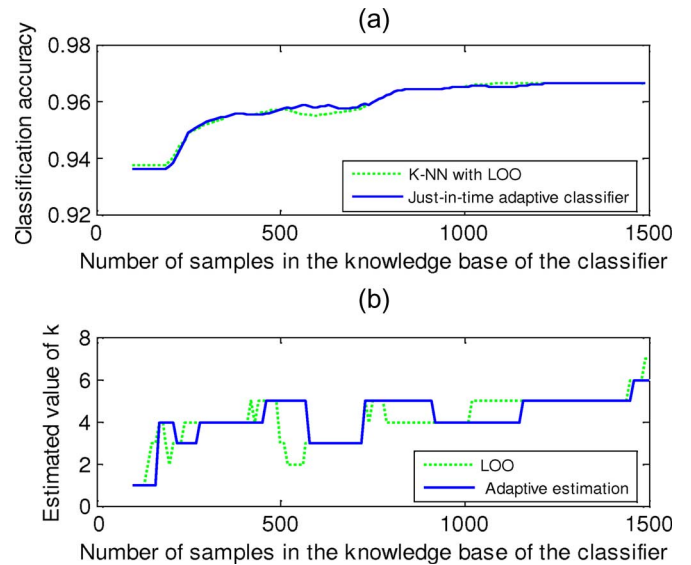 (a)
Classification accuracy
0.98
0.96
0.94
0.92
K-NN with LOO
Just-in-time adaptive classifier
0 500 1000 1500
Number of samples in the knowledge base of the classifier
(b)
Estimated value of k
8
6
4
2
0
LOO
Adaptive estimation
0 500 1000 1500
Number of samples in the knowledge base of the classifier